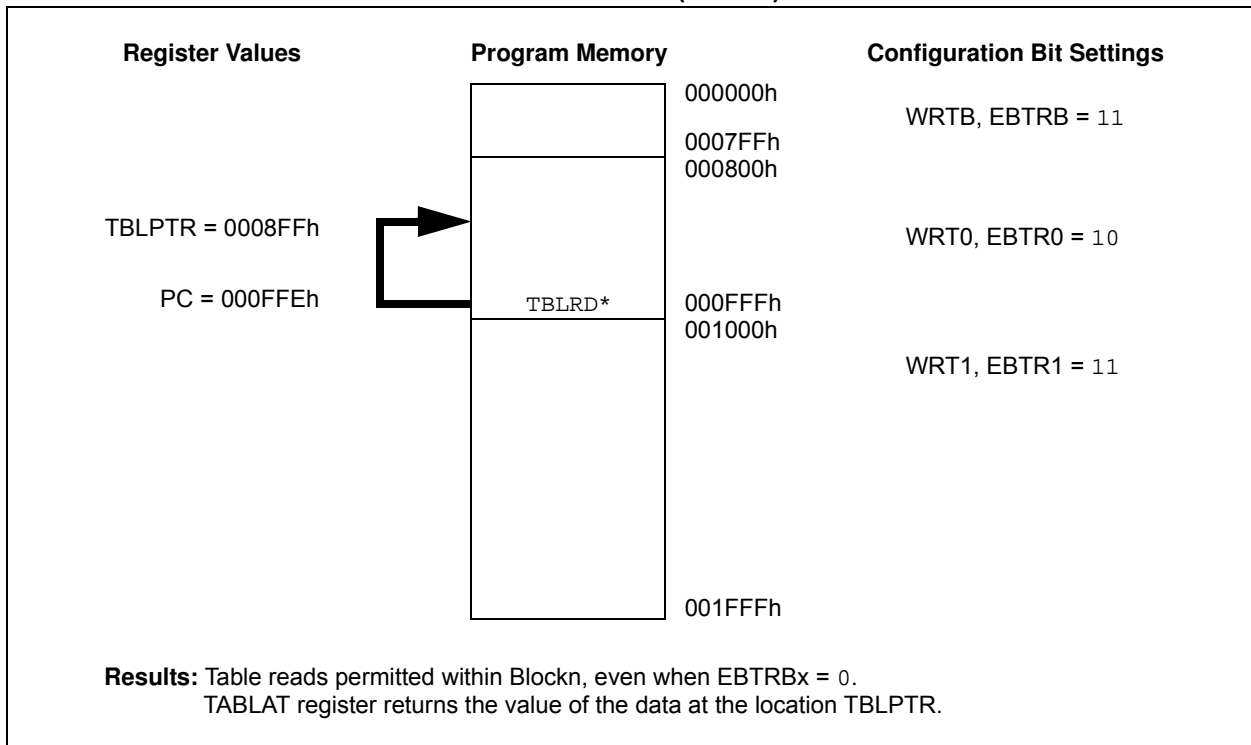 Register Values Program Memory Configuration Bit Settings
000000h
WRTB, EBTRB = 11
0007FFh
000800h
TBLPTR = 0008FFh
WRT0, EBTR0 = 10
PC = 000FFEh
TBLRD*
000FFFh
001000h
WRT1, EBTR1 = 11
001FFFh
Results: Table reads permitted within Blockn, even when EBTRBx = 0.
TABLAT register returns the value of the data at the location TBLPTR.